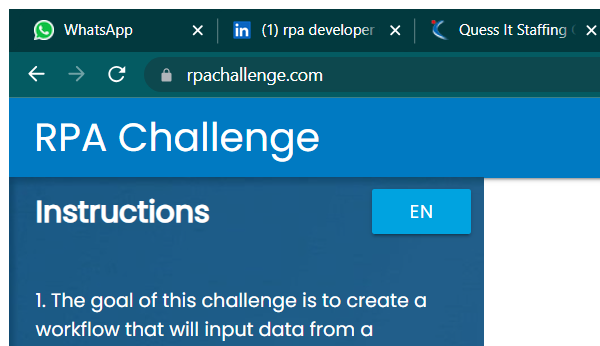 WhatsApp
(1) rpa developer
Quess It Staffing
rpachallenge.com
RPA Challenge
Instructions
EN
1. The goal of this challenge is to create a
workflow that will input data from a